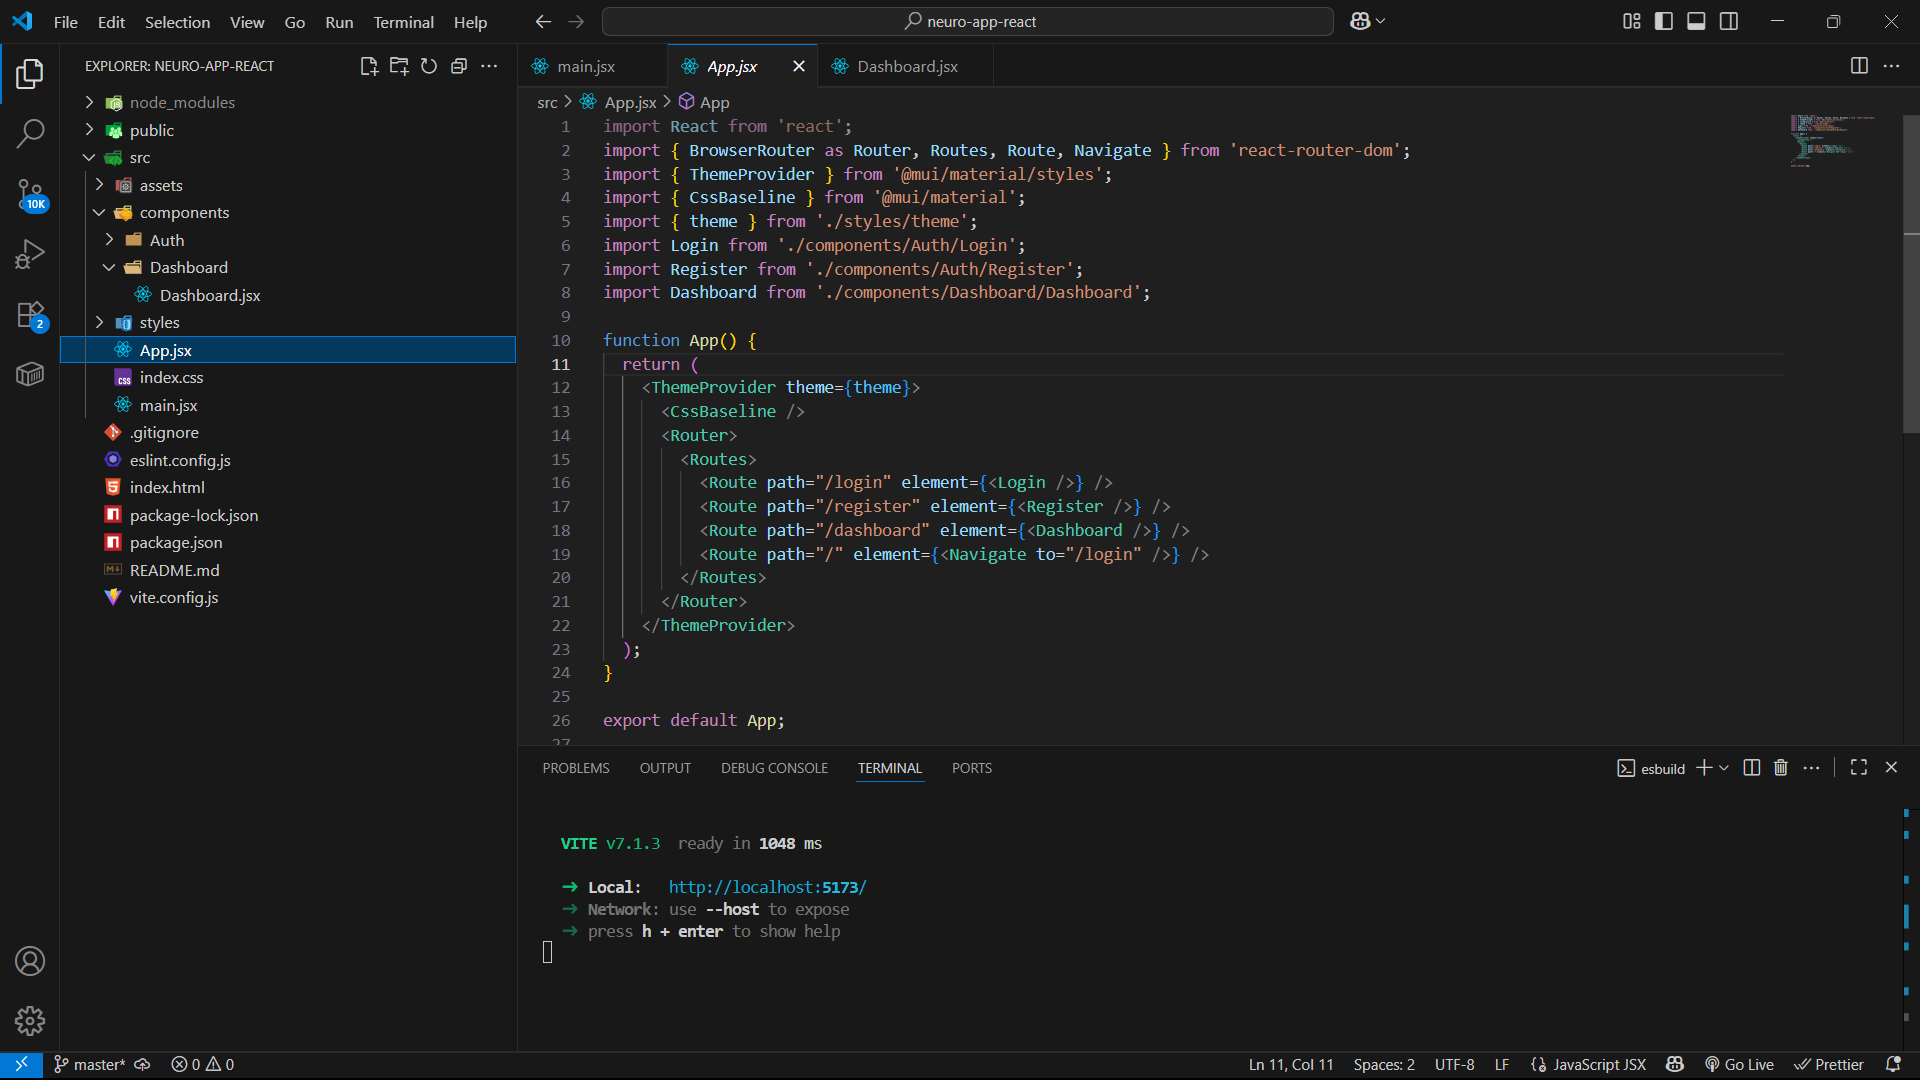 File Edit Selection View Go Run Terminal Help
neuro-app-react
EXPLORER: NEURO-APP-REACT
node_modules
public
src
assets
components
Auth
Dashboard
Dashboard.jsx
styles
App.jsx
index.css
main.jsx
.gitignore
eslint.config.js
index.html
package-lock.json
package.json
README.md
vite.config.js
10K
2
main.jsx App.jsx Dashboard.jsx
src > App.jsx > App
1 import React from 'react';
2 import { BrowserRouter as Router, Routes, Route, Navigate } from 'react-router-dom';
3 import { ThemeProvider } from '@mui/material/styles';
4 import { CssBaseline } from '@mui/material';
5 import { theme } from './styles/theme';
6 import Login from './components/Auth/Login';
7 import Register from './components/Auth/Register';
8 import Dashboard from './components/Dashboard/Dashboard';
9
10 function App() {
11   return (
12     <ThemeProvider theme={theme}>
13       <CssBaseline />
14       <Router>
15         <Routes>
16           <Route path="/login" element={<Login />} />
17           <Route path="/register" element={<Register />} />
18           <Route path="/dashboard" element={<Dashboard />} />
19           <Route path="/" element={<Navigate to="/login" />} />
20         </Routes>
21       </Router>
22     </ThemeProvider>
23   );
24 }
25
26 export default App;
27
PROBLEMS OUTPUT DEBUG CONSOLE TERMINAL PORTS
esbuild
VITE v7.1.3 ready in 1048 ms
➜ Local: http://localhost:5173/
➜ Network: use --host to expose
➜ press h + enter to show help
master* 0 0
Ln 11, Col 11 Spaces: 2 UTF-8 LF JavaScript JSX Go Live Prettier